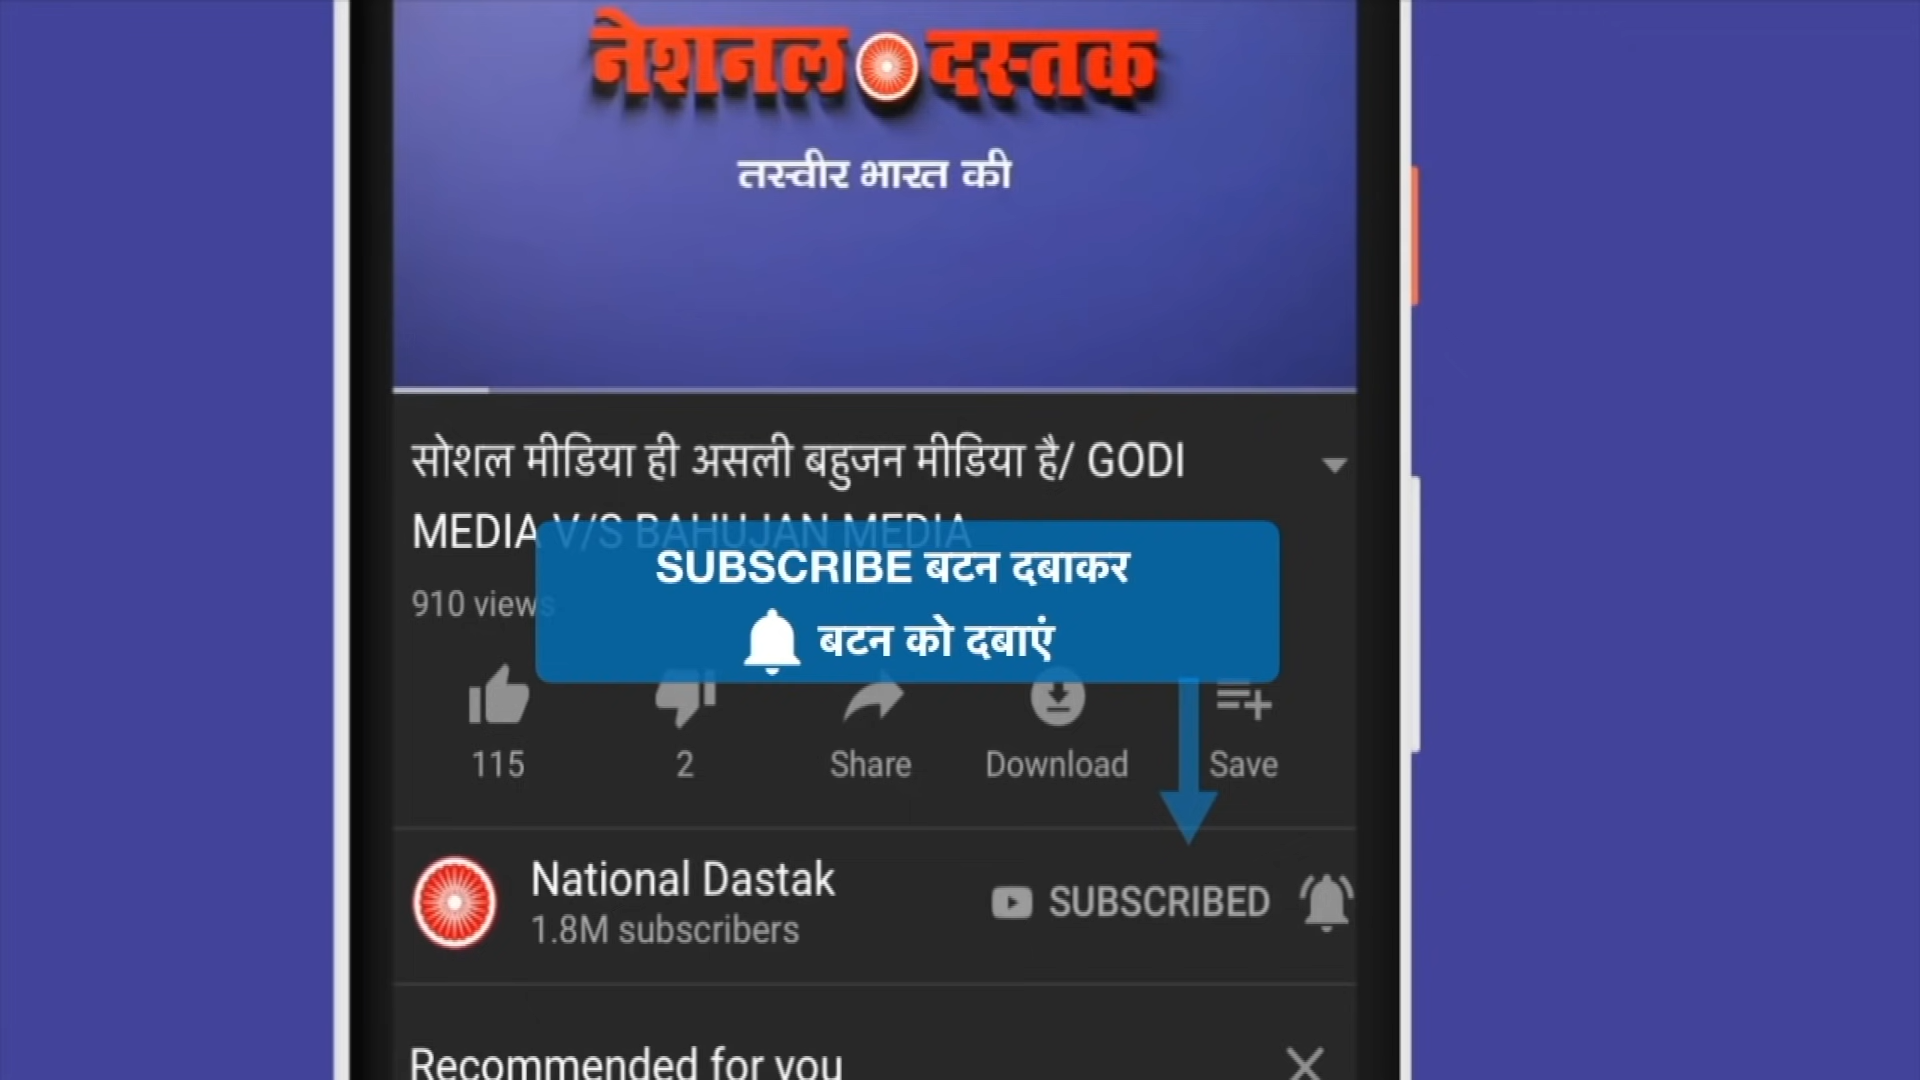 नेशनल दस्तक
तस्वीर भारत की
सोशल मीडिया ही असली बहुजन मीडिया है/ GODI
MEDIA V/S BAHUJAN MEDIA
SUBSCRIBE बटन दबाकर
910 views
बटन को दबाएं
115 2 Share Download Save
National Dastak
SUBSCRIBED
1.8M subscribers
Recommended for you